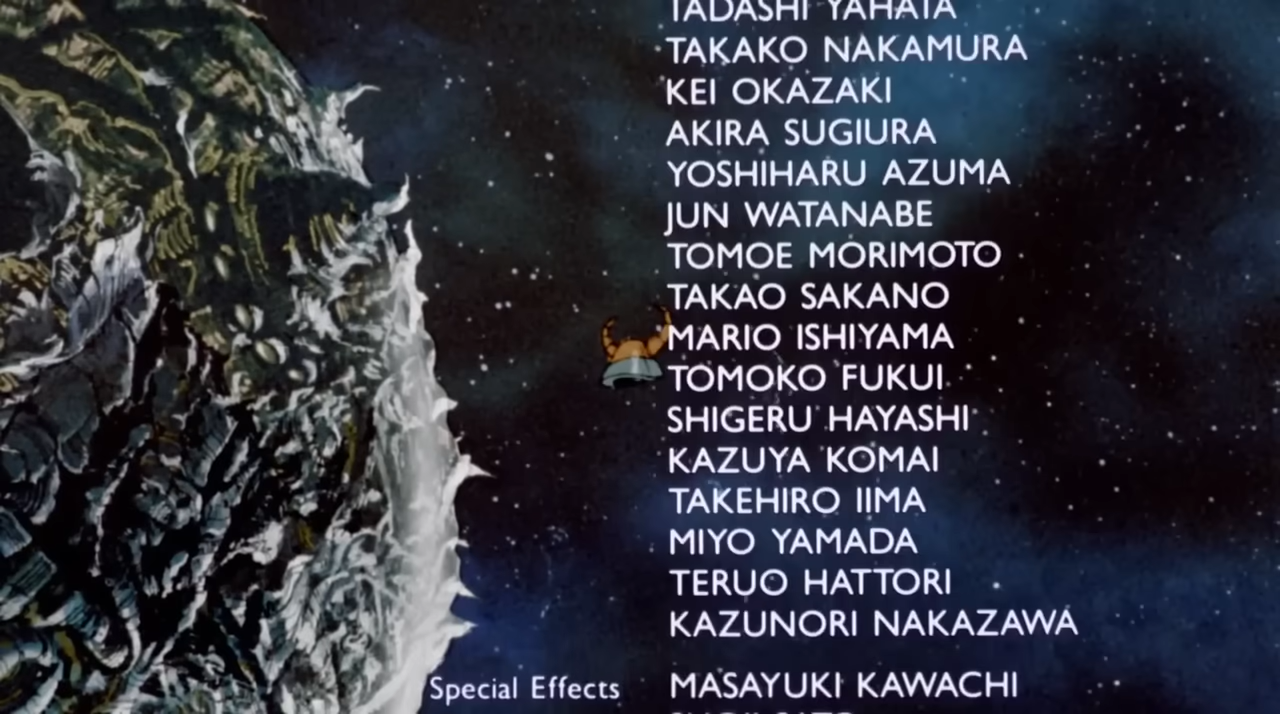 TADASHI YAHATA
TAKAKO NAKAMURA
KEI OKAZAKI
AKIRA SUGIURA
YOSHIHARU AZUMA
JUN WATANABE
TOMOE MORIMOTO
TAKAO SAKANO
MARIO ISHIYAMA
TOMOKO FUKUI
SHIGERU HAYASHI
KAZUYA KOMAI
TAKEHIRO IIMA
MIYO YAMADA
TERUO HATTORI
KAZUNORI NAKAZAWA
Special Effects MASAYUKI KAWACHI